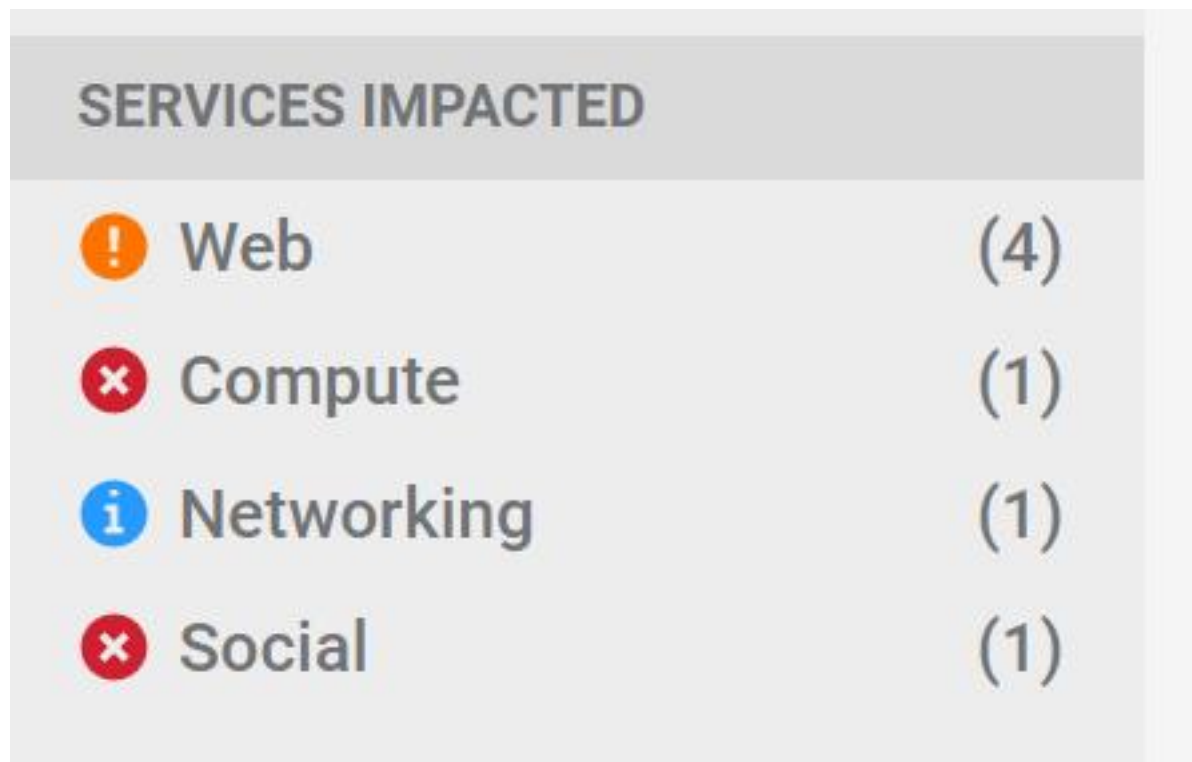 SERVICES IMPACTED
Web (4)
Compute (1)
Networking (1)
Social (1)